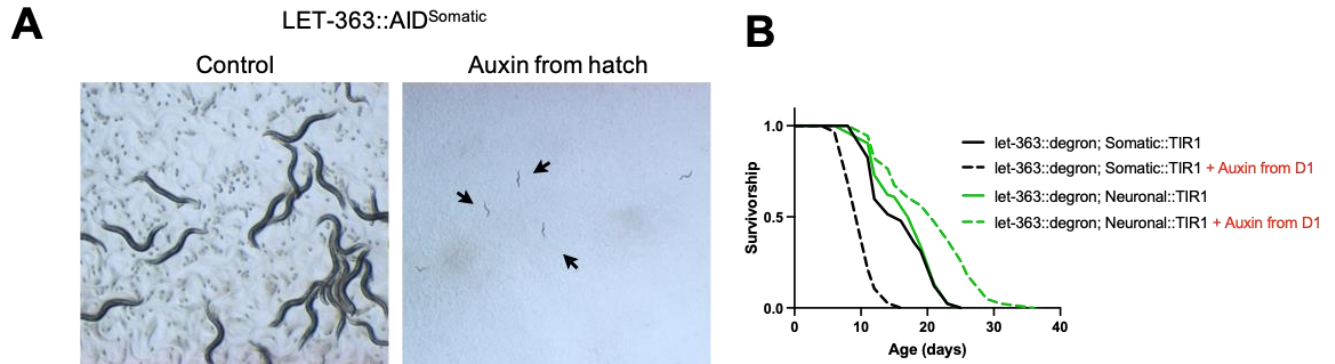 A
LET-363::AIDSomatic
Control
Auxin from hatch
B
Survivorship
1.0
0.5
0.0
0
10
20
30
40
Age (days)
let-363::degron; Somatic::TIR1
let-363::degron; Somatic::TIR1 + Auxin from D1
let-363::degron; Neuronal::TIR1
let-363::degron; Neuronal::TIR1 + Auxin from D1